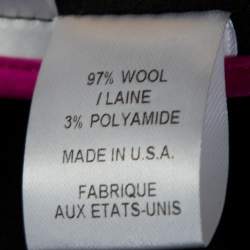 97% WOOL
/ LAINE
3% POLYAMIDE
MADE IN U.S.A.
FABRIQUE
AUX ETATS-UNIS